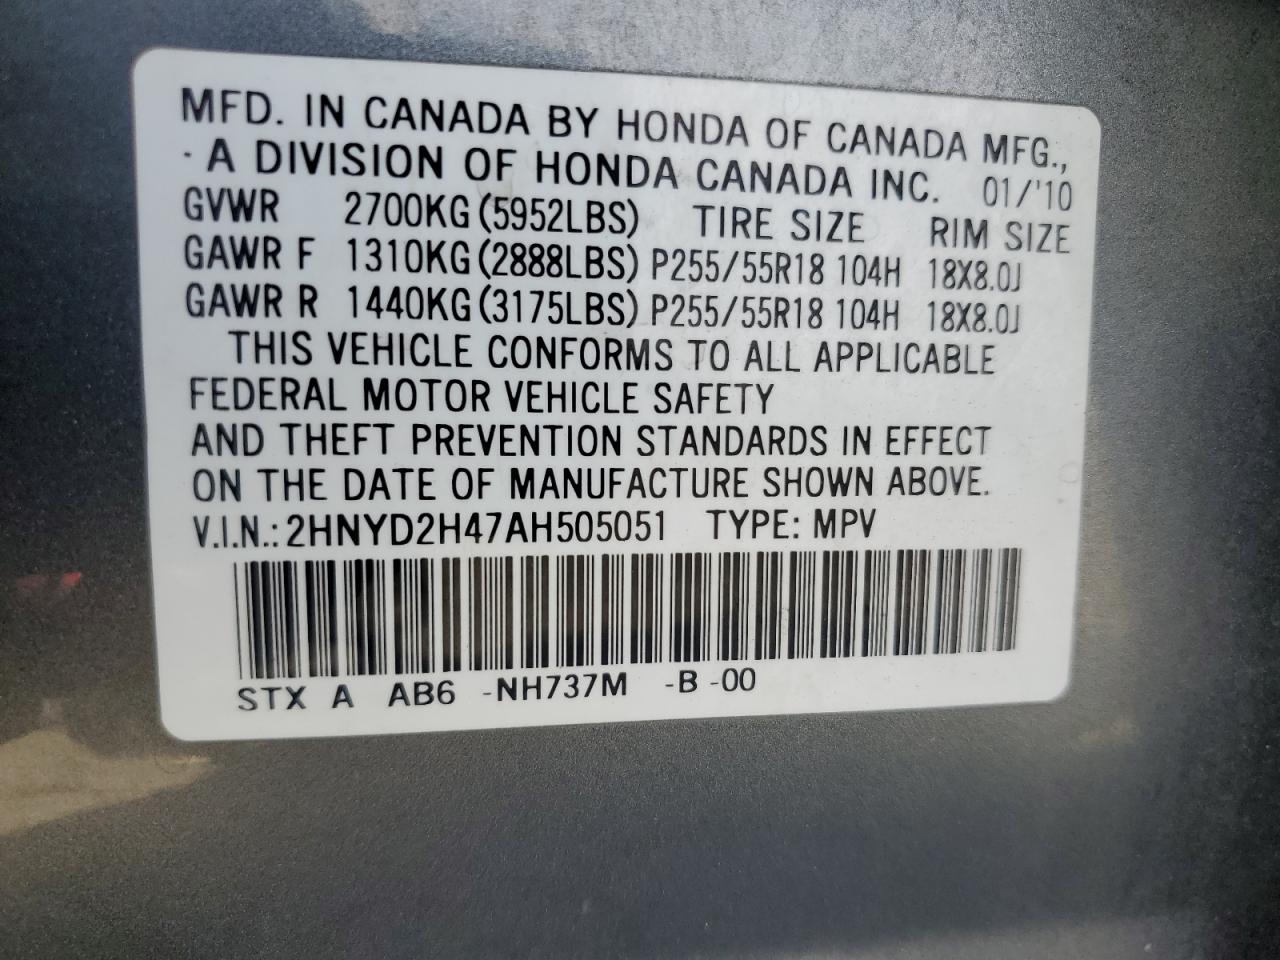 MFD. IN CANADA BY HONDA OF CANADA MFG.,
· A DIVISION OF HONDA CANADA INC. 01/'10
GVWR 2700KG (5952LBS) TIRE SIZE RIM SIZE
GAWR F 1310KG (2888LBS) P255/55R18 104H 18X8.0J
GAWR R 1440KG (3175LBS) P255/55R18 104H 18X8.0J
THIS VEHICLE CONFORMS TO ALL APPLICABLE
FEDERAL MOTOR VEHICLE SAFETY
AND THEFT PREVENTION STANDARDS IN EFFECT
ON THE DATE OF MANUFACTURE SHOWN ABOVE.
V.I.N.: 2HNYD2H47AH505051 TYPE: MPV
STX A AB6 -NH737M -B -00